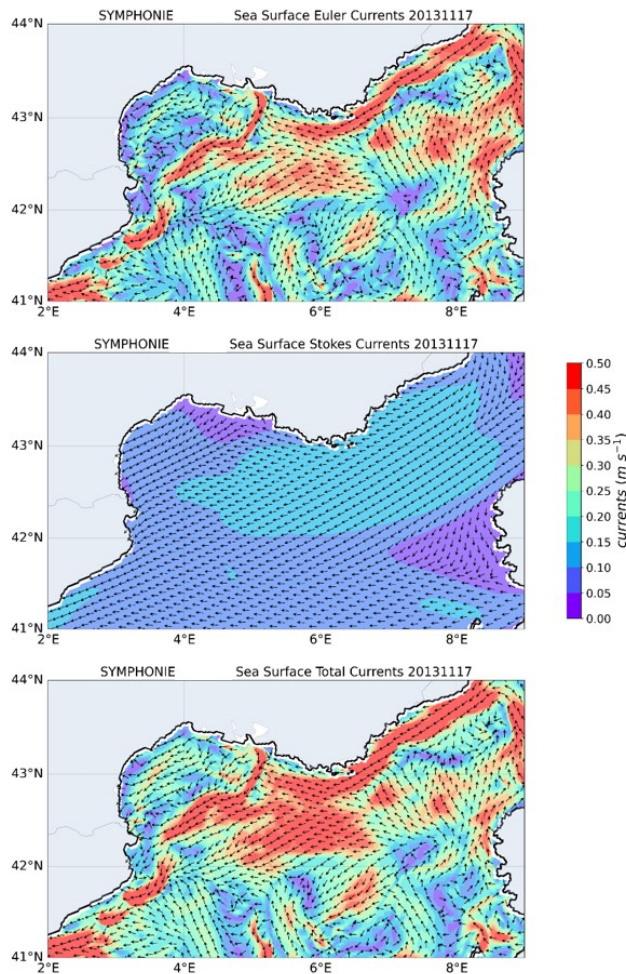 SYMPHONIE Sea Surface Euler Currents 20131117
44°N
43°N
42°N
41°N
2°E 4°E 6°E 8°E
SYMPHONIE Sea Surface Stokes Currents 20131117
44°N
43°N
42°N
41°N
2°E 4°E 6°E 8°E
0.50
0.45
0.40
0.35
0.30
0.25
0.20
0.15
0.10
0.05
0.00
currents (m s⁻¹)
SYMPHONIE Sea Surface Total Currents 20131117
44°N
43°N
42°N
41°N
2°E 4°E 6°E 8°E